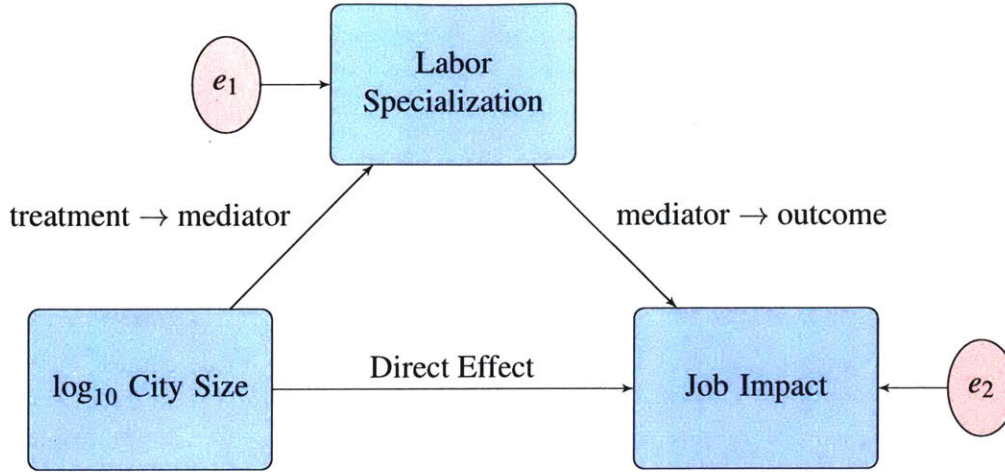 Labor
Specialization
e₁
treatment → mediator
mediator → outcome
log₁₀ City Size
Direct Effect
Job Impact
e₂